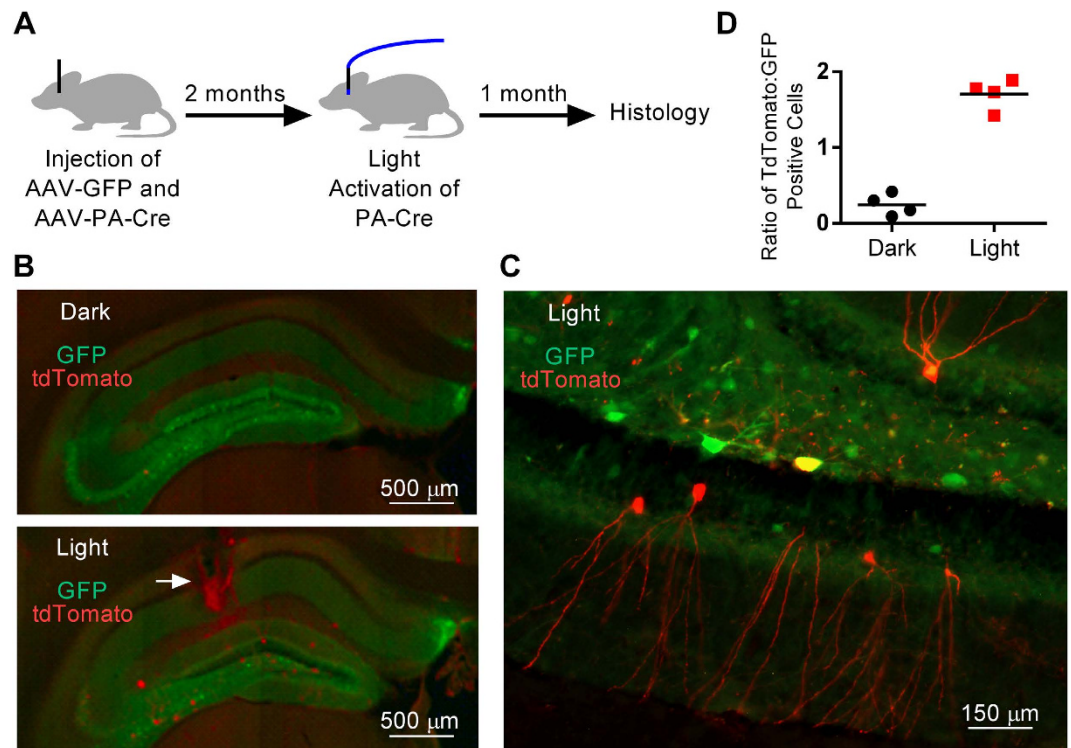 A
2 months
1 month
Histology
Injection of
AAV-GFP and
AAV-PA-Cre
Light
Activation of
PA-Cre
D
Ratio of TdTomato:GFP
Positive Cells
2
1
0
Dark
Light
B
Dark
GFP
tdTomato
500 μm
Light
GFP
tdTomato
500 μm
C
Light
GFP
tdTomato
150 μm